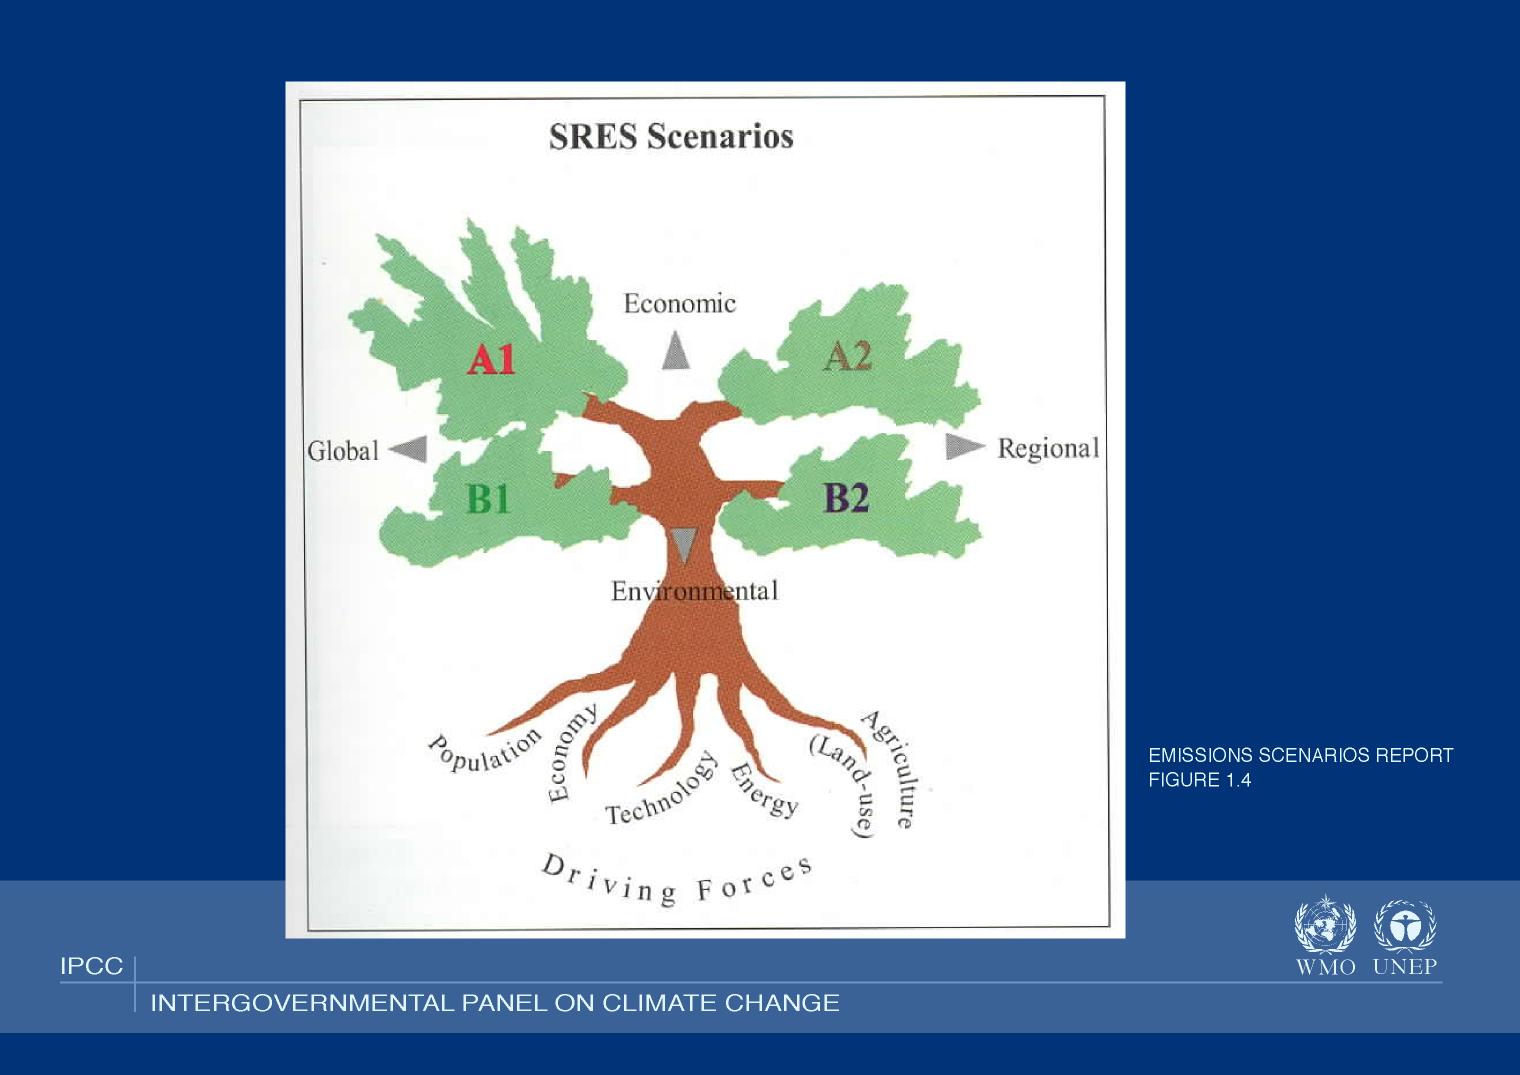 SRES Scenarios
Economic
A1
A2
Global
Regional
B1
B2
Environmental
Population
Economy
Technology
Energy
Agriculture
(Land-use)
Driving Forces
EMISSIONS SCENARIOS REPORT
FIGURE 1.4
IPCC
INTERGOVERNMENTAL PANEL ON CLIMATE CHANGE
WMO UNEP